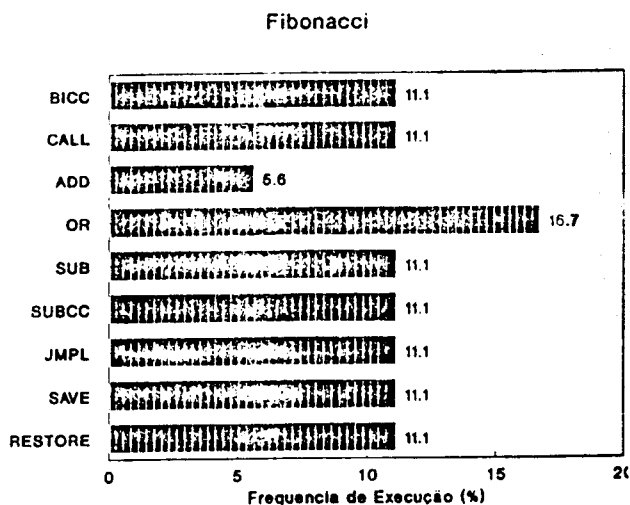 Fibonacci
BICC 11.1
CALL 11.1
ADD 5.6
OR 16.7
SUB 11.1
SUBCC 11.1
JMPL 11.1
SAVE 11.1
RESTORE 11.1
0 5 10 15 20
Frequencia de Execução (%)